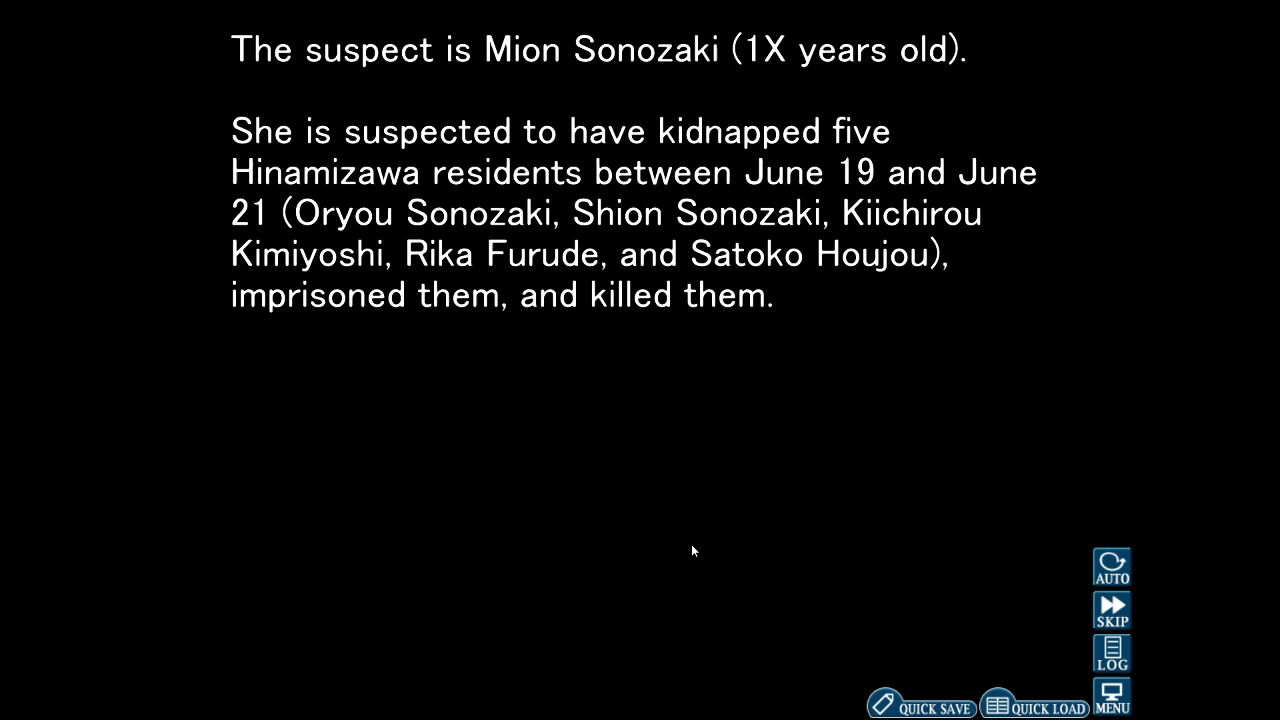 The suspect is Mion Sonozaki (1X years old).
She is suspected to have kidnapped five
Hinamizawa residents between June 19 and June
21 (Oryou Sonozaki, Shion Sonozaki, Kiichirou
Kimiyoshi, Rika Furude, and Satoko Houjou),
imprisoned them, and killed them.
AUTO
SKIP
LOG
MENU
QUICK SAVE
QUICK LOAD